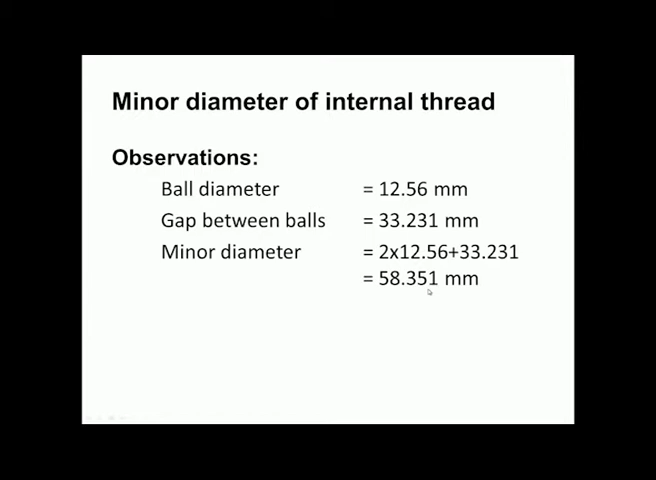 Minor diameter of internal thread
Observations:
Ball diameter = 12.56 mm
Gap between balls = 33.231 mm
Minor diameter = 2x12.56+33.231
= 58.351 mm